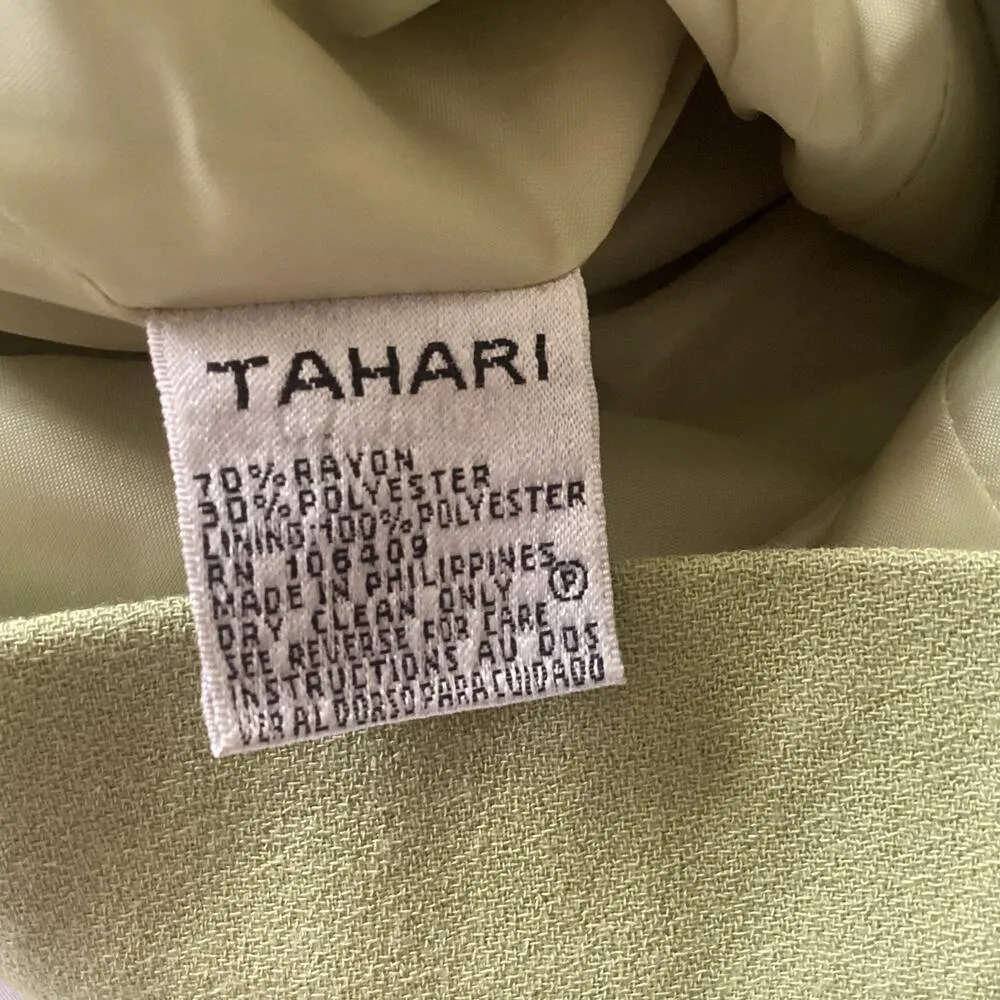 TAHARI
70%RAYON
30%POLYESTER
LINING:100%POLYESTER
RN 106409
MADE IN PHILIPPINES
DRY CLEAN ONLY Ⓟ
SEE REVERSE FOR CARE
INSTRUCTIONS AU DOS
VER AL DORSO PARA CUIDADO